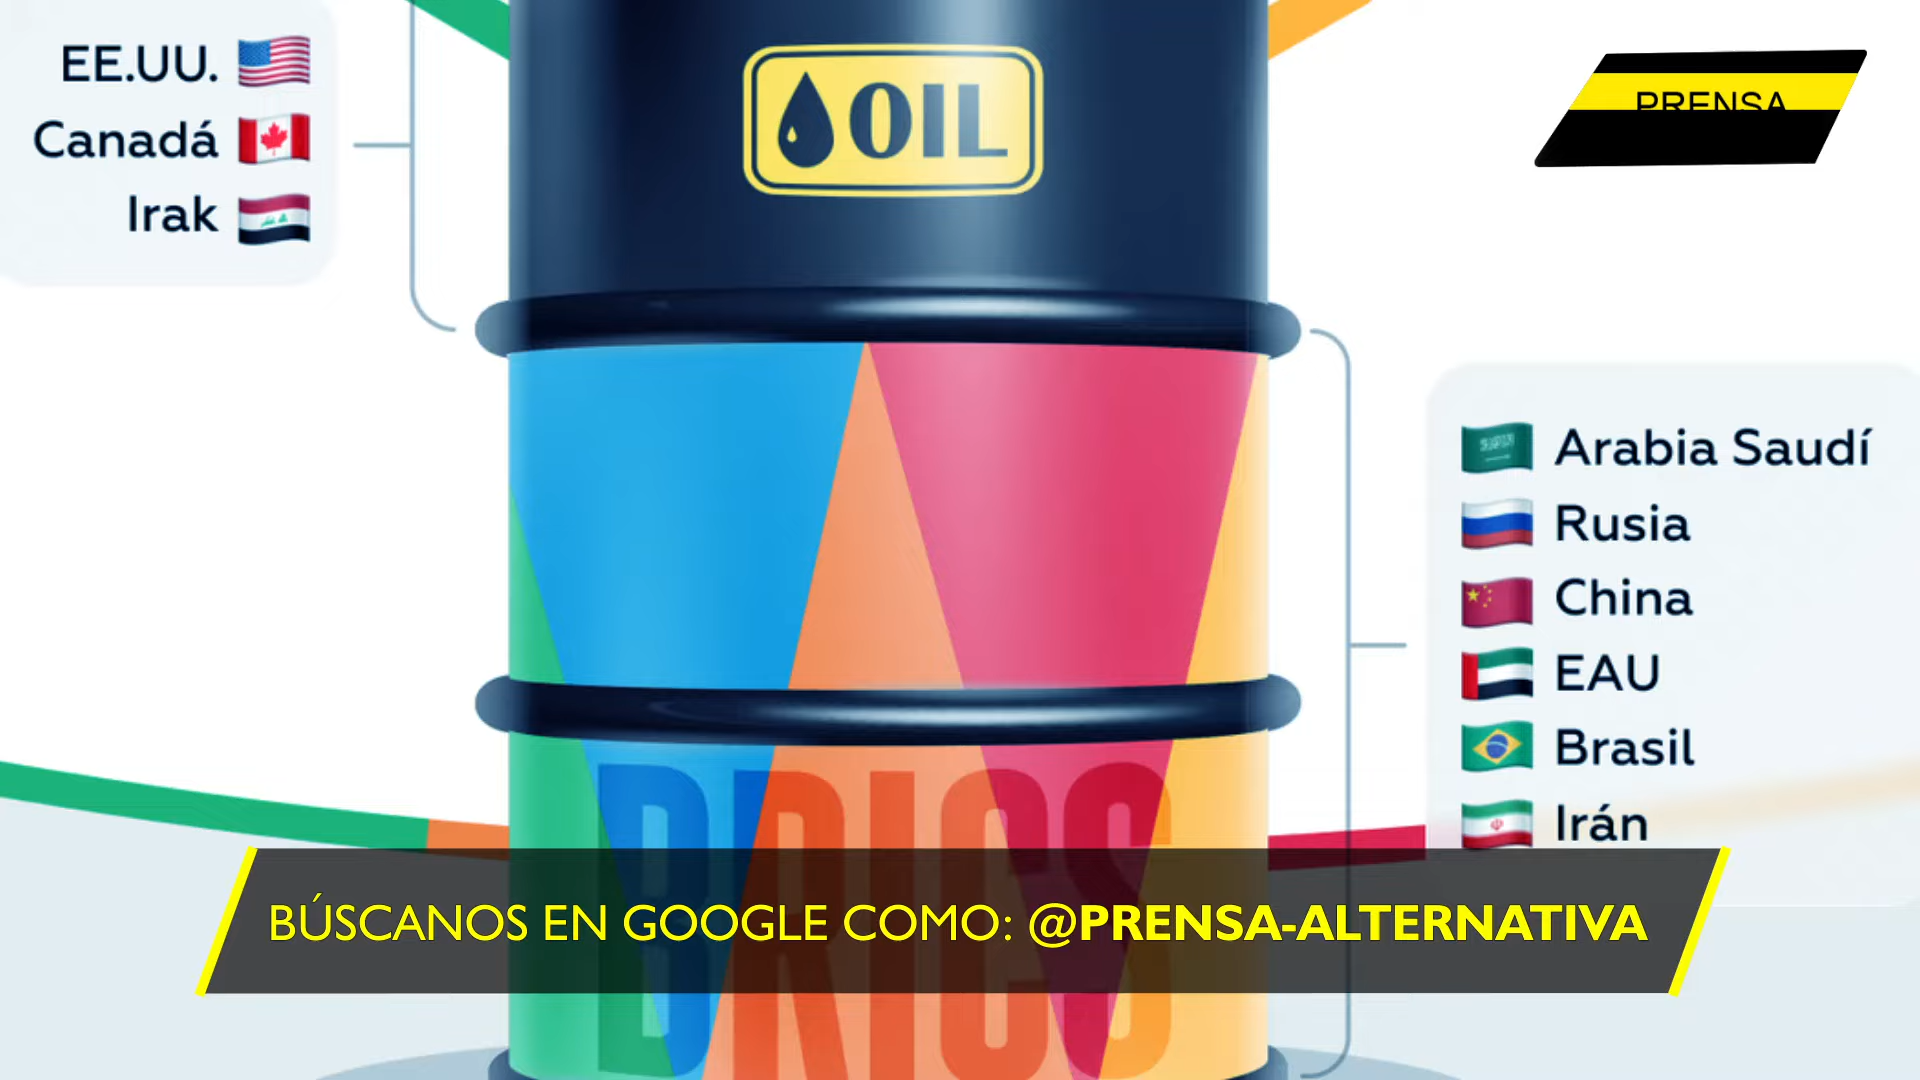 EE.UU.
Canadá
Irak
OIL
PRENSA
Arabia Saudí
Rusia
China
EAU
Brasil
Irán
BRICS
BÚSCANOS EN GOOGLE COMO: @PRENSA-ALTERNATIVA